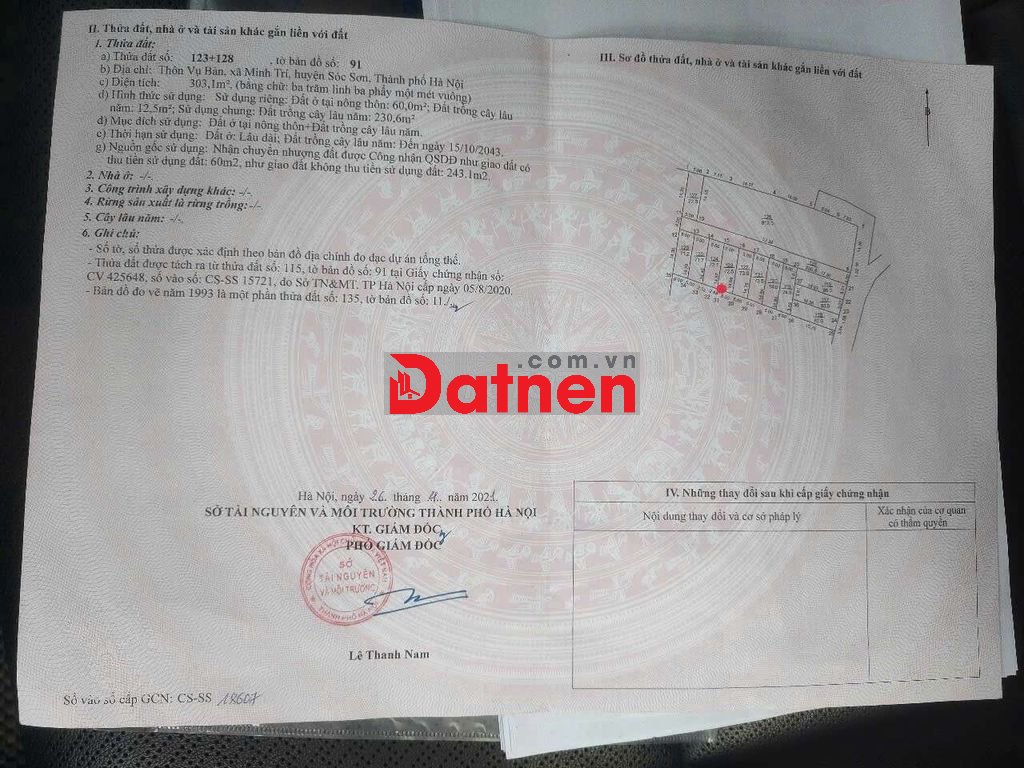 II. Thửa đất, nhà ở và tài sản khác gắn liền với đất
1. Thửa đất:
a) Thửa đất số: 123+128 , tờ bản đồ số: 91
b) Địa chỉ: Thôn Vụ Bản, xã Minh Trí, huyện Sóc Sơn, Thành phố Hà Nội
c) Diện tích: 303,1m², (bằng chữ: ba trăm linh ba phẩy một mét vuông)
d) Hình thức sử dụng: Sử dụng riêng: Đất ở tại nông thôn: 60,0m²; Đất trồng cây lâu
năm: 12,5m²; Sử dụng chung: Đất trồng cây lâu năm: 230,6m²
đ) Mục đích sử dụng: Đất ở tại nông thôn+Đất trồng cây lâu năm.
e) Thời hạn sử dụng: Đất ở: Lâu dài; Đất trồng cây lâu năm: Đến ngày 15/10/2043.
g) Nguồn gốc sử dụng: Nhận chuyển nhượng đất được Công nhận QSDĐ như giao đất có
thu tiền sử dụng đất: 60m2, như giao đất không thu tiền sử dụng đất: 243.1m2.
2. Nhà ở: -/-.
3. Công trình xây dựng khác: -/-.
4. Rừng sản xuất là rừng trồng: -/-.
5. Cây lâu năm: -/-.
6. Ghi chú:
- Số tờ, số thửa được xác định theo bản đồ địa chính đo đạc dự án tổng thể.
- Thửa đất được tách ra từ thửa đất số: 115, tờ bản đồ số: 91 tại Giấy chứng nhận số:
CV 425648, số vào sổ: CS-SS 15721, do Sở TN&MT. TP Hà Nội cấp ngày 05/8/2020.
- Bản đồ đo vẽ năm 1993 là một phần thửa đất số: 135, tờ bản đồ số: 11./.
III. Sơ đồ thửa đất, nhà ở và tài sản khác gắn liền với đất
Datnen
.com.vn
Hà Nội, ngày 26 tháng 4 năm 2021
SỞ TÀI NGUYÊN VÀ MÔI TRƯỜNG THÀNH PHỐ HÀ NỘI
KT. GIÁM ĐỐC
PHÓ GIÁM ĐỐC
SỞ
TÀI NGUYÊN
VÀ MÔI TRƯỜNG
Lê Thanh Nam
Số vào sổ cấp GCN: CS-SS 18607
IV. Những thay đổi sau khi cấp giấy chứng nhận
Nội dung thay đổi và cơ sở pháp lý
Xác nhận của cơ quan
có thẩm quyền